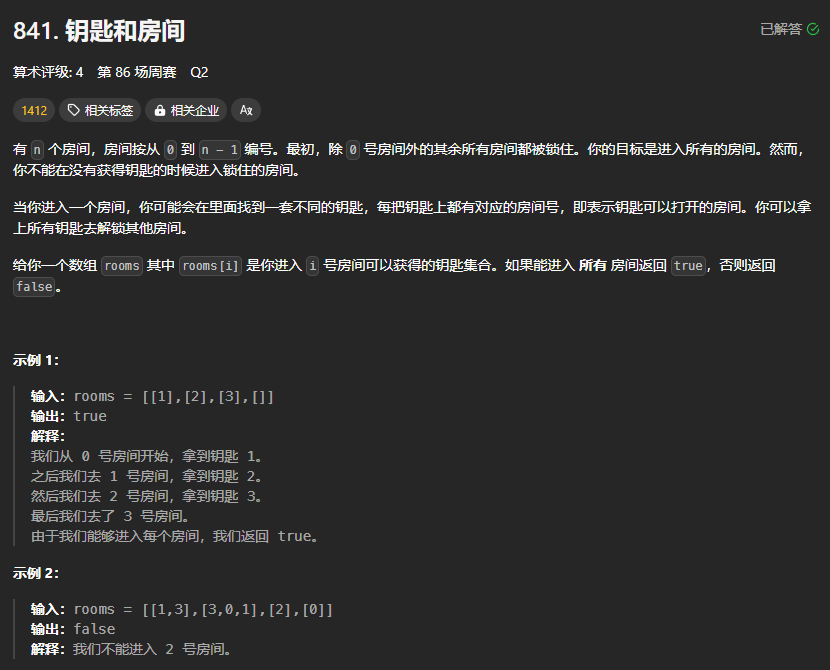 841. 钥匙和房间
已解答
算术评级: 4 第 86 场周赛 Q2
1412 相关标签 相关企业 Ax
有 n 个房间，房间按从 0 到 n - 1 编号。最初，除 0 号房间外的其余所有房间都被锁住。你的目标是进入所有的房间。然而，
你不能在没有获得钥匙的时候进入锁住的房间。
当你进入一个房间，你可能会在里面找到一套不同的钥匙，每把钥匙上都有对应的房间号，即表示钥匙可以打开的房间。你可以拿
上所有钥匙去解锁其他房间。
给你一个数组 rooms 其中 rooms[i] 是你进入 i 号房间可以获得的钥匙集合。如果能进入 所有 房间返回 true，否则返回
false。
示例 1：
输入：rooms = [[1],[2],[3],[]]
输出：true
解释：
我们从 0 号房间开始，拿到钥匙 1。
之后我们去 1 号房间，拿到钥匙 2。
然后我们去 2 号房间，拿到钥匙 3。
最后我们去了 3 号房间。
由于我们能够进入每个房间，我们返回 true。
示例 2：
输入：rooms = [[1,3],[3,0,1],[2],[0]]
输出：false
解释：我们不能进入 2 号房间。